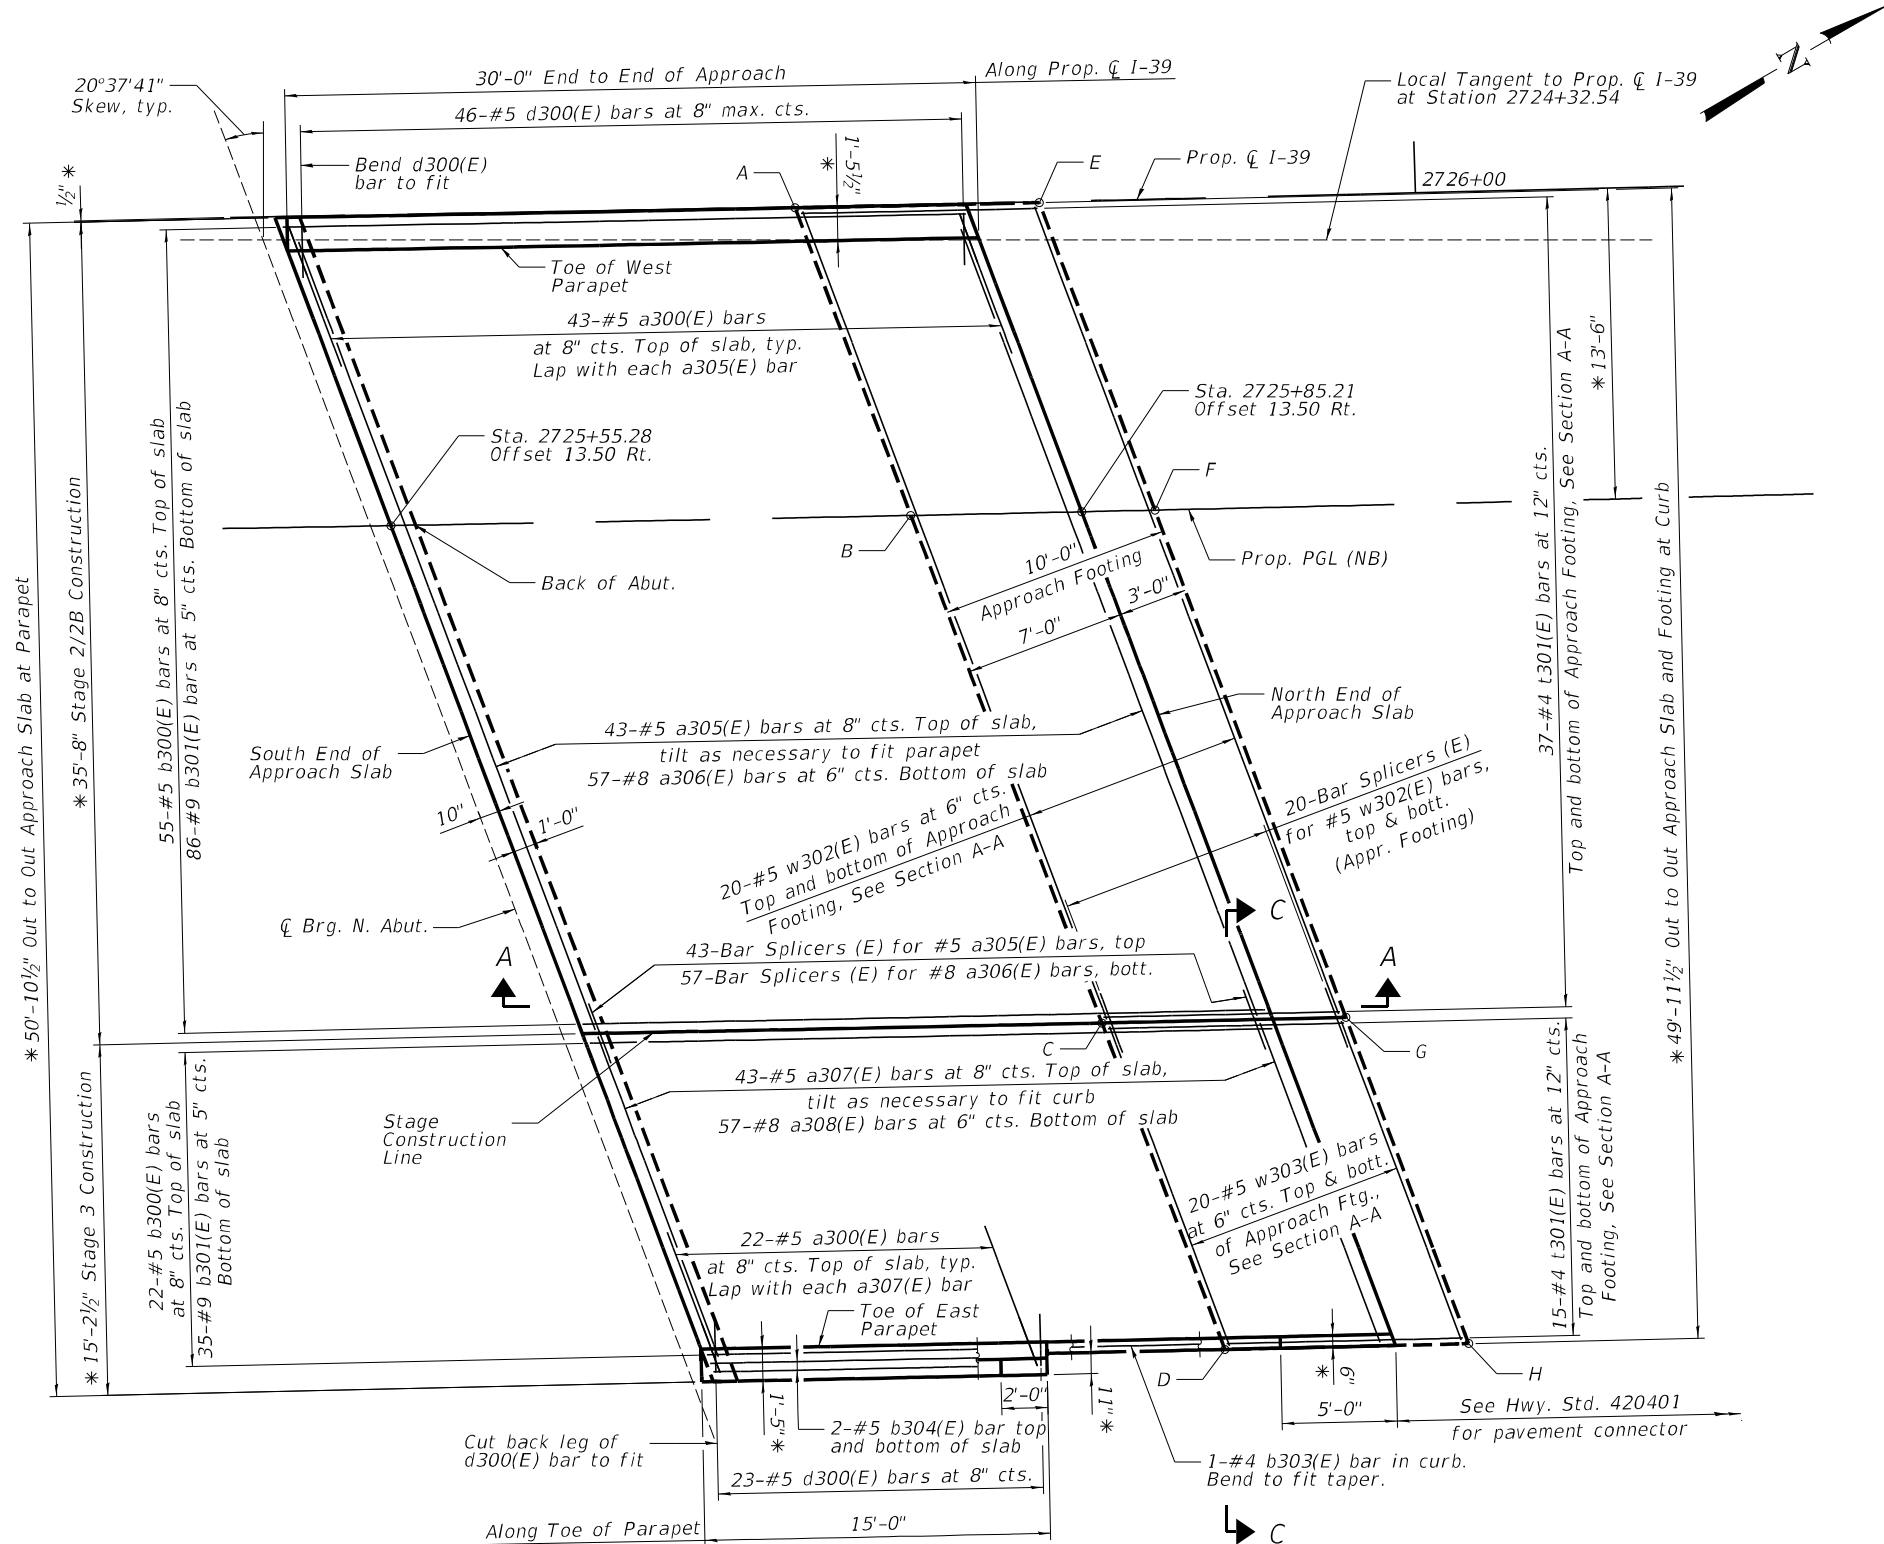 N
20°37'41"
Skew, typ.
30'-0" End to End of Approach
Along Prop. ℄ I-39
46-#5 d300(E) bars at 8" max. cts.
Local Tangent to Prop. ℄ I-39
at Station 2724+32.54
Bend d300(E)
bar to fit
A
✳
1'-5½"
E
Prop. ℄ I-39
2726+00
½" ✳
Toe of West
Parapet
43-#5 a300(E) bars
at 8" cts. Top of slab, typ.
Lap with each a305(E) bar
Sta. 2725+85.21
Offset 13.50 Rt.
✳13'-6"
Sta. 2725+55.28
Offset 13.50 Rt.
F
B
Prop. PGL (NB)
Back of Abut.
10'-0"
Approach Footing
3'-0"
7'-0"
✳50'-10½" Out to Out Approach Slab at Parapet
✳35'-8" Stage 2/2B Construction
55-#5 b300(E) bars at 8" cts. Top of slab
86-#9 b301(E) bars at 5" cts. Bottom of slab
37-#4 t301(E) bars at 12" cts.
Top and bottom of Approach Footing, See Section A-A
✳49'-11½" Out to Out Approach Slab and Footing at Curb
North End of
Approach Slab
South End of
Approach Slab
43-#5 a305(E) bars at 8" cts. Top of slab,
tilt as necessary to fit parapet
57-#8 a306(E) bars at 6" cts. Bottom of slab
10"
1'-0"
20-#5 w302(E) bars at 6" cts.
Top and bottom of Approach
Footing, See Section A-A
20-Bar Splicers (E)
for #5 w302(E) bars,
top & bott.
(Appr. Footing)
℄ Brg. N. Abut.
C
A
43-Bar Splicers (E) for #5 a305(E) bars, top
57-Bar Splicers (E) for #8 a306(E) bars, bott.
A
C
G
43-#5 a307(E) bars at 8" cts. Top of slab,
tilt as necessary to fit curb
57-#8 a308(E) bars at 6" cts. Bottom of slab
Stage
Construction
Line
✳15'-2½" Stage 3 Construction
22-#5 b300(E) bars
at 8" cts. Top of slab
35-#9 b301(E) bars at 5" cts.
Bottom of slab
20-#5 w303(E) bars
at 6" cts. Top & bott.
of Approach Ftg.,
See Section A-A
15-#4 t301(E) bars at 12" cts.
Top and bottom of Approach
Footing, See Section A-A
22-#5 a300(E) bars
at 8" cts. Top of slab, typ.
Lap with each a307(E) bar
Toe of East
Parapet
D
H
1'-5"✳
2'-0"
11"✳
✳ 6"
5'-0"
See Hwy. Std. 420401
for pavement connector
2-#5 b304(E) bar top
and bottom of slab
Cut back leg of
d300(E) bar to fit
1-#4 b303(E) bar in curb.
Bend to fit taper.
23-#5 d300(E) bars at 8" cts.
Along Toe of Parapet
15'-0"
C